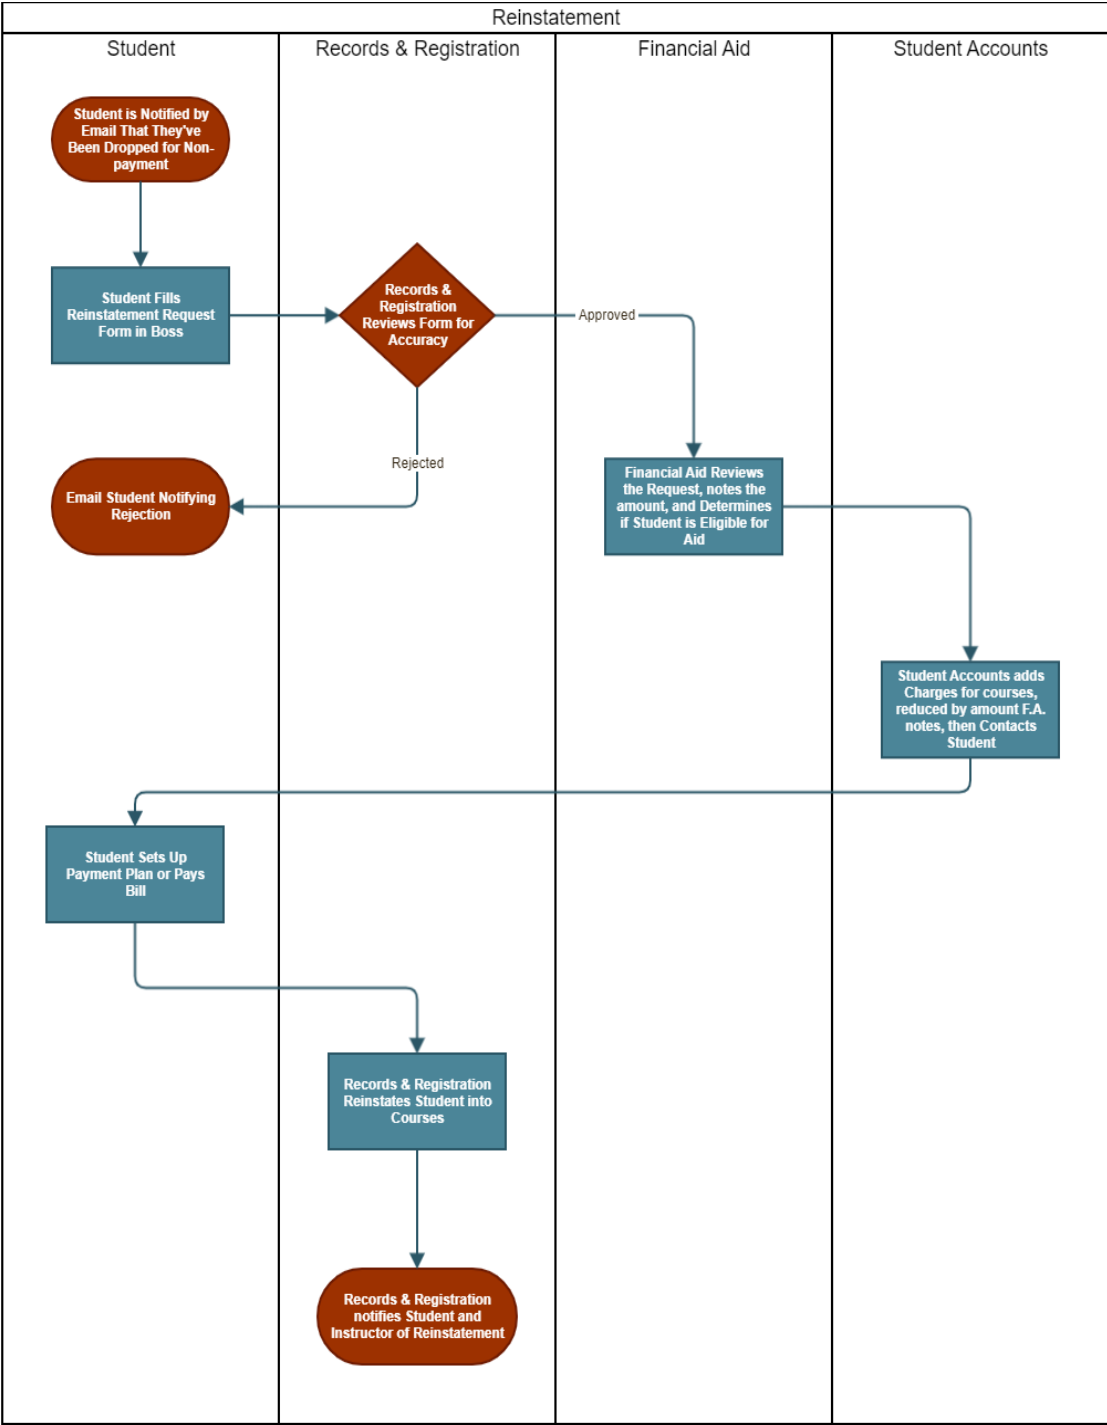 Reinstatement
Student
Records & Registration
Financial Aid
Student Accounts
Student is Notified by
Email That They've
Been Dropped for Non-
payment
Student Fills
Reinstatement Request
Form in Boss
Records &
Registration
Reviews Form for
Accuracy
Approved
Rejected
Email Student Notifying
Rejection
Financial Aid Reviews
the Request, notes the
amount, and Determines
if Student is Eligible for
Aid
Student Accounts adds
Charges for courses,
reduced by amount F.A.
notes, then Contacts
Student
Student Sets Up
Payment Plan or Pays
Bill
Records & Registration
Reinstates Student into
Courses
Records & Registration
notifies Student and
Instructor of Reinstatement